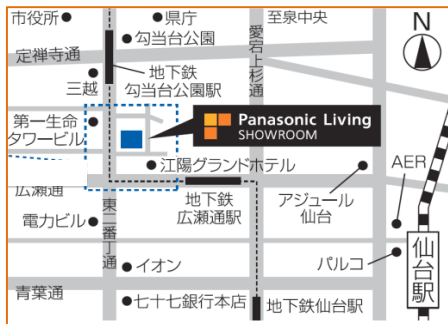 市役所
県庁
至泉中央
N
勾当台公園
定禅寺通
愛宕上杉通
三越
地下鉄
勾当台公園駅
第一生命
タワービル
Panasonic Living
SHOWROOM
江陽グランドホテル
AER
広瀬通
地下鉄
広瀬通駅
アジュール
仙台
電力ビル
東二番丁通
パルコ
仙台駅
イオン
青葉通
七十七銀行本店
地下鉄仙台駅